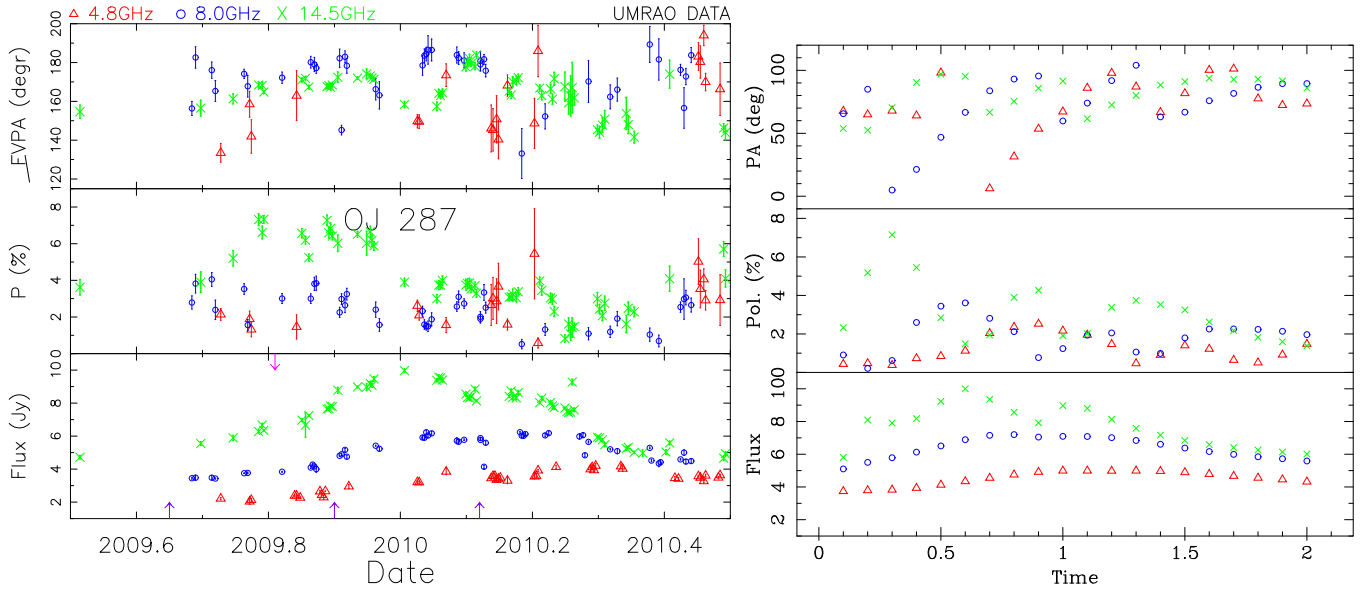 △ 4.8GHz ○ 8.0GHz × 14.5GHz UMRAO DATA
EVPA (degr)
200
180
160
140
120
OJ 287
P (%)
8
6
4
2
0
Flux (Jy)
10
8
6
4
2
2009.6 2009.8 2010 2010.2 2010.4
Date
PA (deg)
100
50
0
Pol. (%)
8
6
4
2
0
Flux
10
8
6
4
2
0 0.5 1 1.5 2
Time